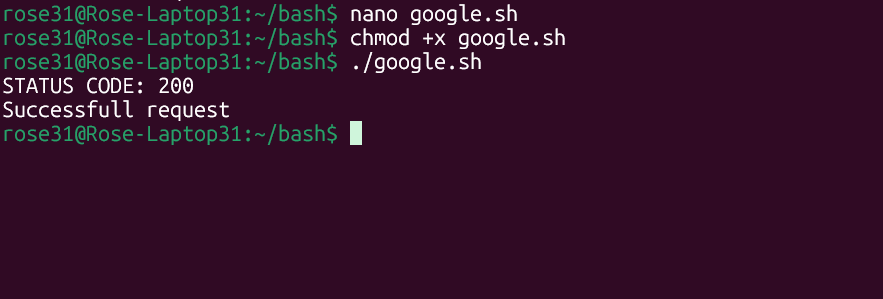 rose31@Rose-Laptop31:~/bash$ nano google.sh
rose31@Rose-Laptop31:~/bash$ chmod +x google.sh
rose31@Rose-Laptop31:~/bash$ ./google.sh
STATUS CODE: 200
Successfull request
rose31@Rose-Laptop31:~/bash$